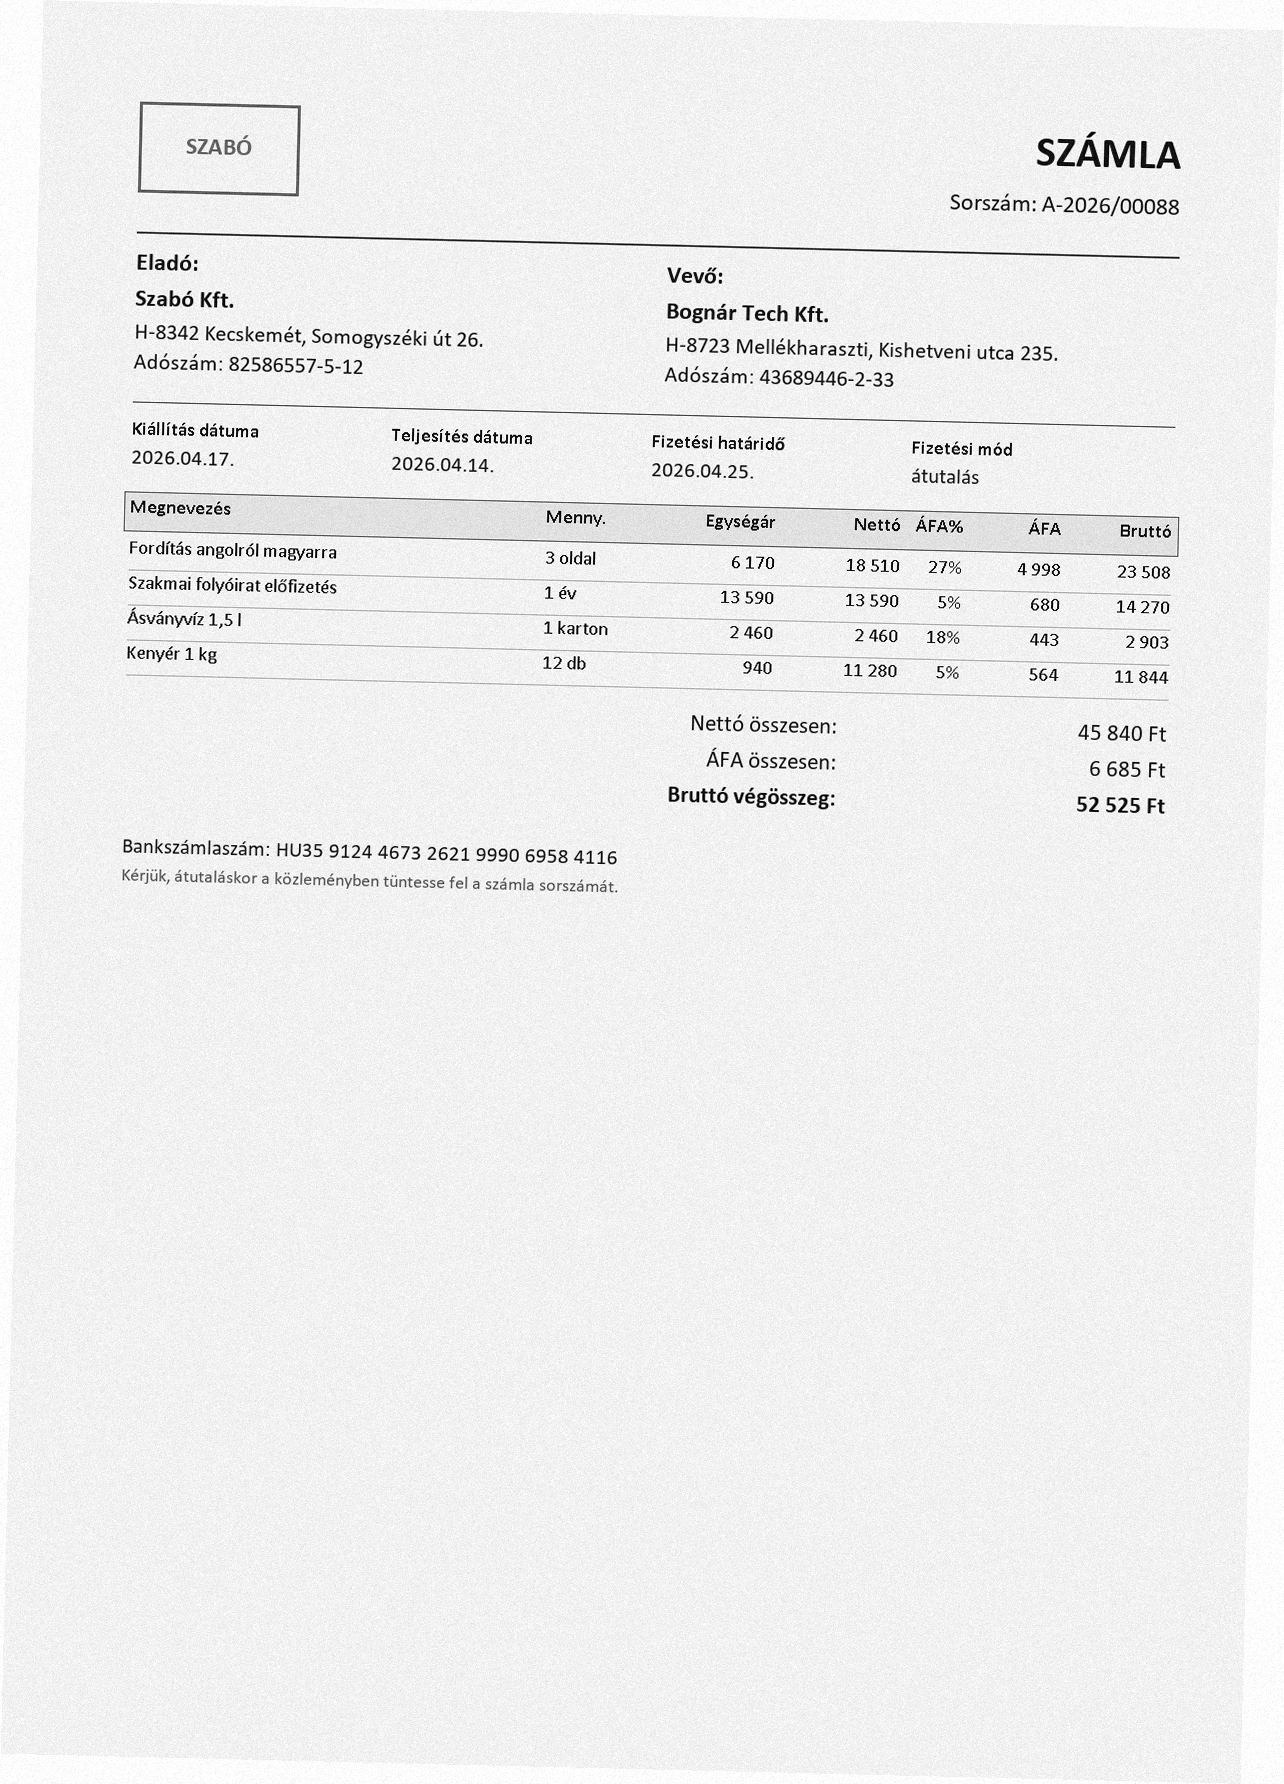 SZABÓ
SZÁMLA
Sorszám: A-2026/00088
Eladó:
Szabó Kft.
H-8342 Kecskemét, Somogyszéki út 26.
Adószám: 82586557-5-12
Vevő:
Bognár Tech Kft.
H-8723 Mellékharaszti, Kishetveni utca 235.
Adószám: 43689446-2-33
Kiállítás dátuma Teljesítés dátuma Fizetési határidő Fizetési mód
2026.04.17. 2026.04.14. 2026.04.25. átutalás
Megnevezés Menny. Egységár Nettó ÁFA% ÁFA Bruttó
Fordítás angolról magyarra 3 oldal 6 170 18 510 27% 4 998 23 508
Szakmai folyóirat előfizetés 1 év 13 590 13 590 5% 680 14 270
Ásványvíz 1,5 l 1 karton 2 460 2 460 18% 443 2 903
Kenyér 1 kg 12 db 940 11 280 5% 564 11 844
Nettó összesen: 45 840 Ft
ÁFA összesen: 6 685 Ft
Bruttó végösszeg: 52 525 Ft
Bankszámlaszám: HU35 9124 4673 2621 9990 6958 4116
Kérjük, átutaláskor a közleményben tüntesse fel a számla sorszámát.